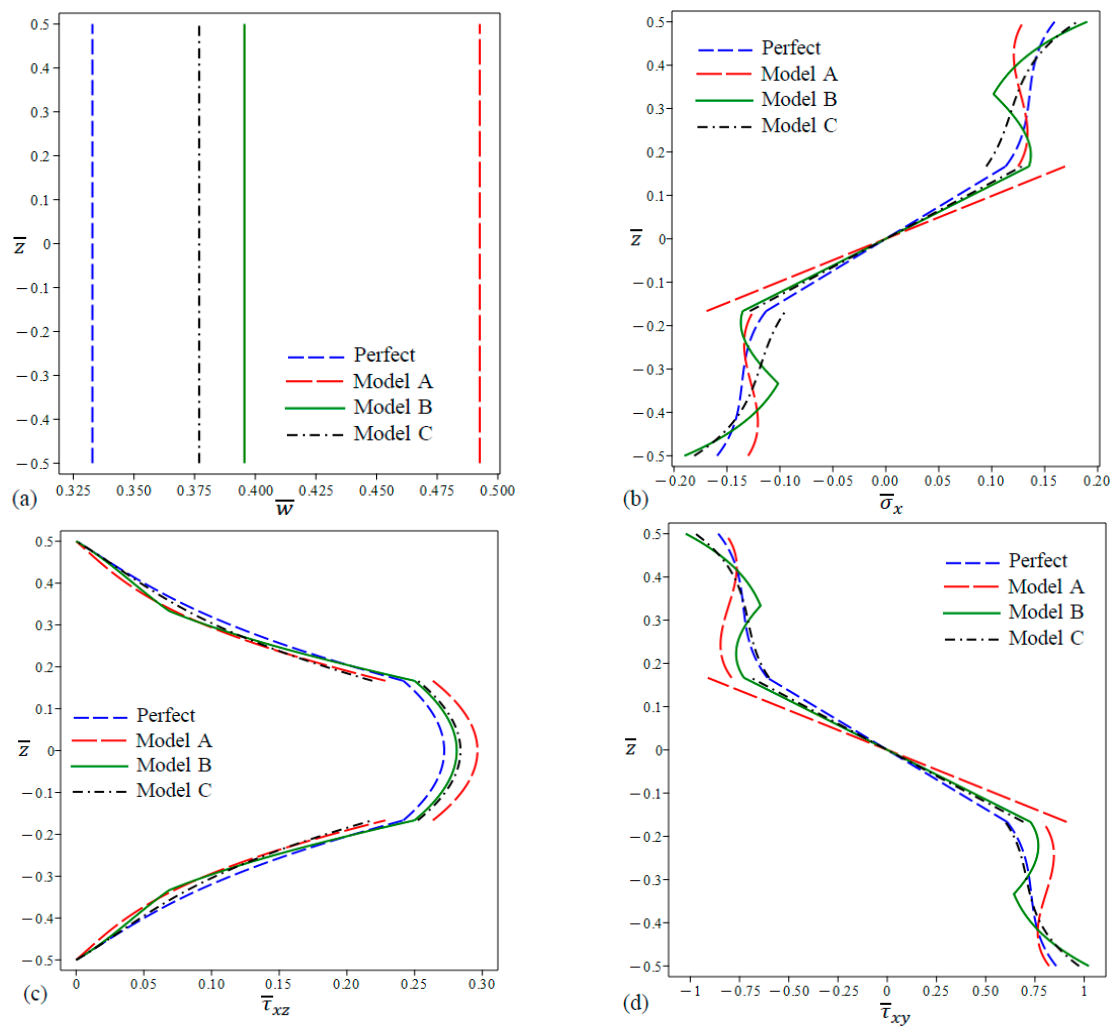 0.5
0.4
0.3
0.2
0.1
z̅ 0
−0.1
−0.2
−0.3
−0.4
−0.5
Perfect
Model A
Model B
Model C
0.325 0.350 0.375 0.400 0.425 0.450 0.475 0.500
(a) w̅
0.5
0.4
0.3
0.2
0.1
z̅ 0
−0.1
−0.2
−0.3
−0.4
−0.5
Perfect
Model A
Model B
Model C
−0.20 −0.15 −0.10 −0.05 0 0.05 0.10 0.15 0.20
(b) σ̅x
0.5
0.4
0.3
0.2
0.1
z̅ 0
−0.1
−0.2
−0.3
−0.4
−0.5
Perfect
Model A
Model B
Model C
0 0.05 0.10 0.15 0.20 0.25 0.30
(c) τ̅xz
0.5
0.4
0.3
0.2
0.1
z̅ 0
−0.1
−0.2
−0.3
−0.4
−0.5
Perfect
Model A
Model B
Model C
−1 −0.75 −0.50 −0.25 0 0.25 0.50 0.75 1
(d) τ̅xy